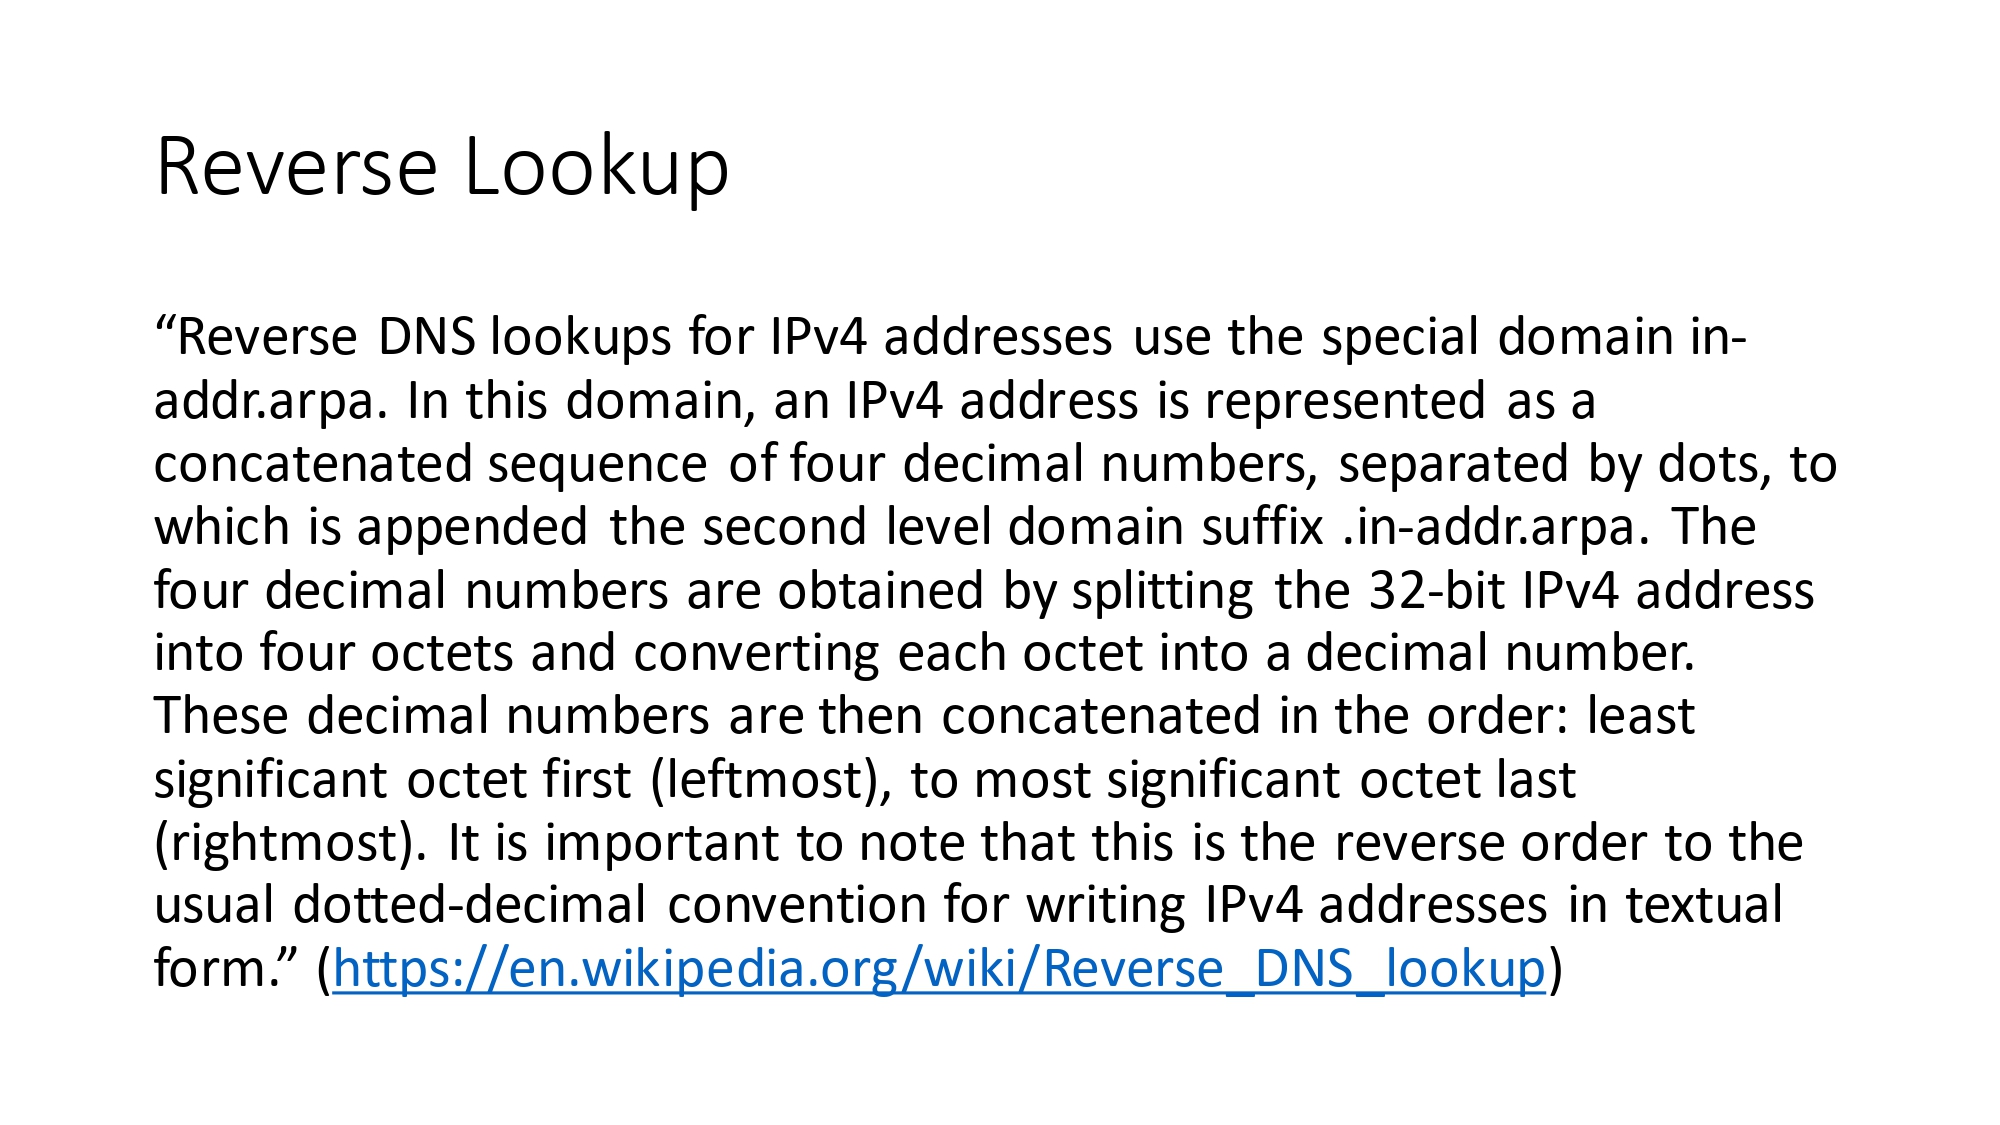 Reverse Lookup
“Reverse DNS lookups for IPv4 addresses use the special domain in-
addr.arpa. In this domain, an IPv4 address is represented as a
concatenated sequence of four decimal numbers, separated by dots, to
which is appended the second level domain suffix .in-addr.arpa. The
four decimal numbers are obtained by splitting the 32-bit IPv4 address
into four octets and converting each octet into a decimal number.
These decimal numbers are then concatenated in the order: least
significant octet first (leftmost), to most significant octet last
(rightmost). It is important to note that this is the reverse order to the
usual dotted-decimal convention for writing IPv4 addresses in textual
form.” (https://en.wikipedia.org/wiki/Reverse_DNS_lookup)